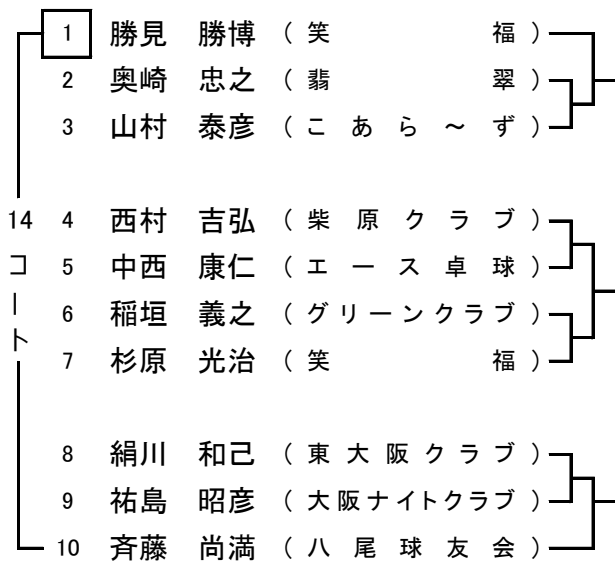 1 勝見 勝博 (笑 福)
2 奥崎 忠之 (翡 翠)
3 山村 泰彦 (こ あ ら ～ ず)
14コート
4 西村 吉弘 (柴 原 ク ラ ブ)
5 中西 康仁 (エ ー ス 卓 球)
6 稲垣 義之 (グリーンクラブ)
7 杉原 光治 (笑 福)
8 絹川 和己 (東 大 阪 ク ラ ブ)
9 祐島 昭彦 (大阪ナイトクラブ)
10 斉藤 尚満 (八 尾 球 友 会)